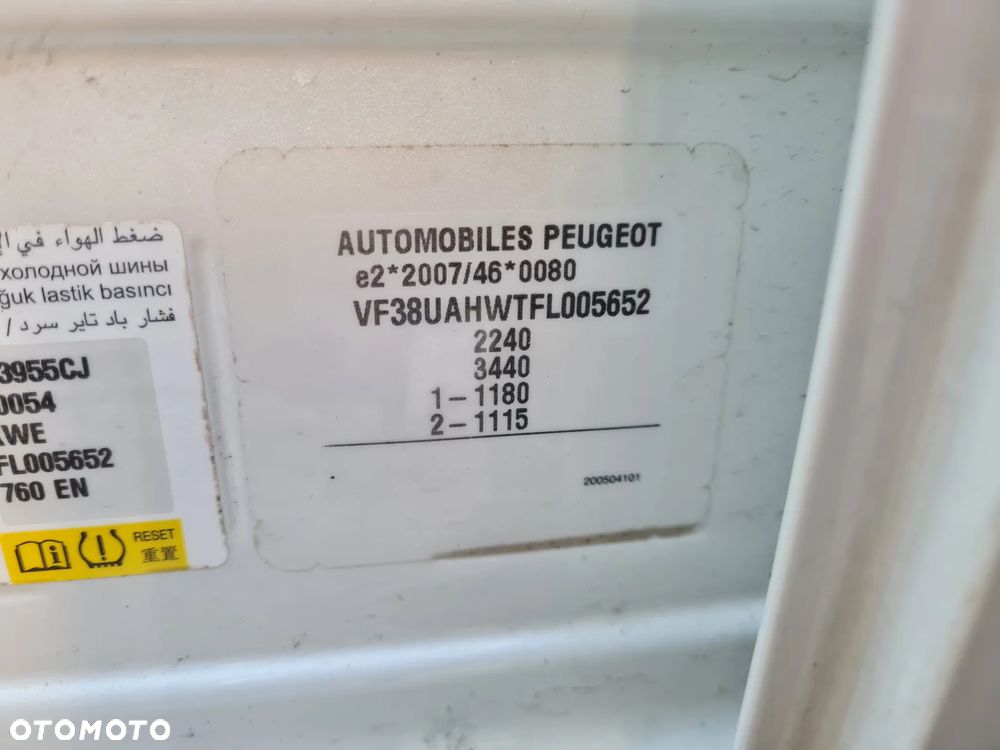 ضغط الهواء في
холодной шины
ğuk lastik basıncı
فشار باد تایر سرد /
3955CJ
0054
WE
FL005652
760 EN
RESET
重置
AUTOMOBILES PEUGEOT
e2*2007/46*0080
VF38UAHWTFL005652
2240
3440
1-1180
2-1115
200504101
OTOMOTO